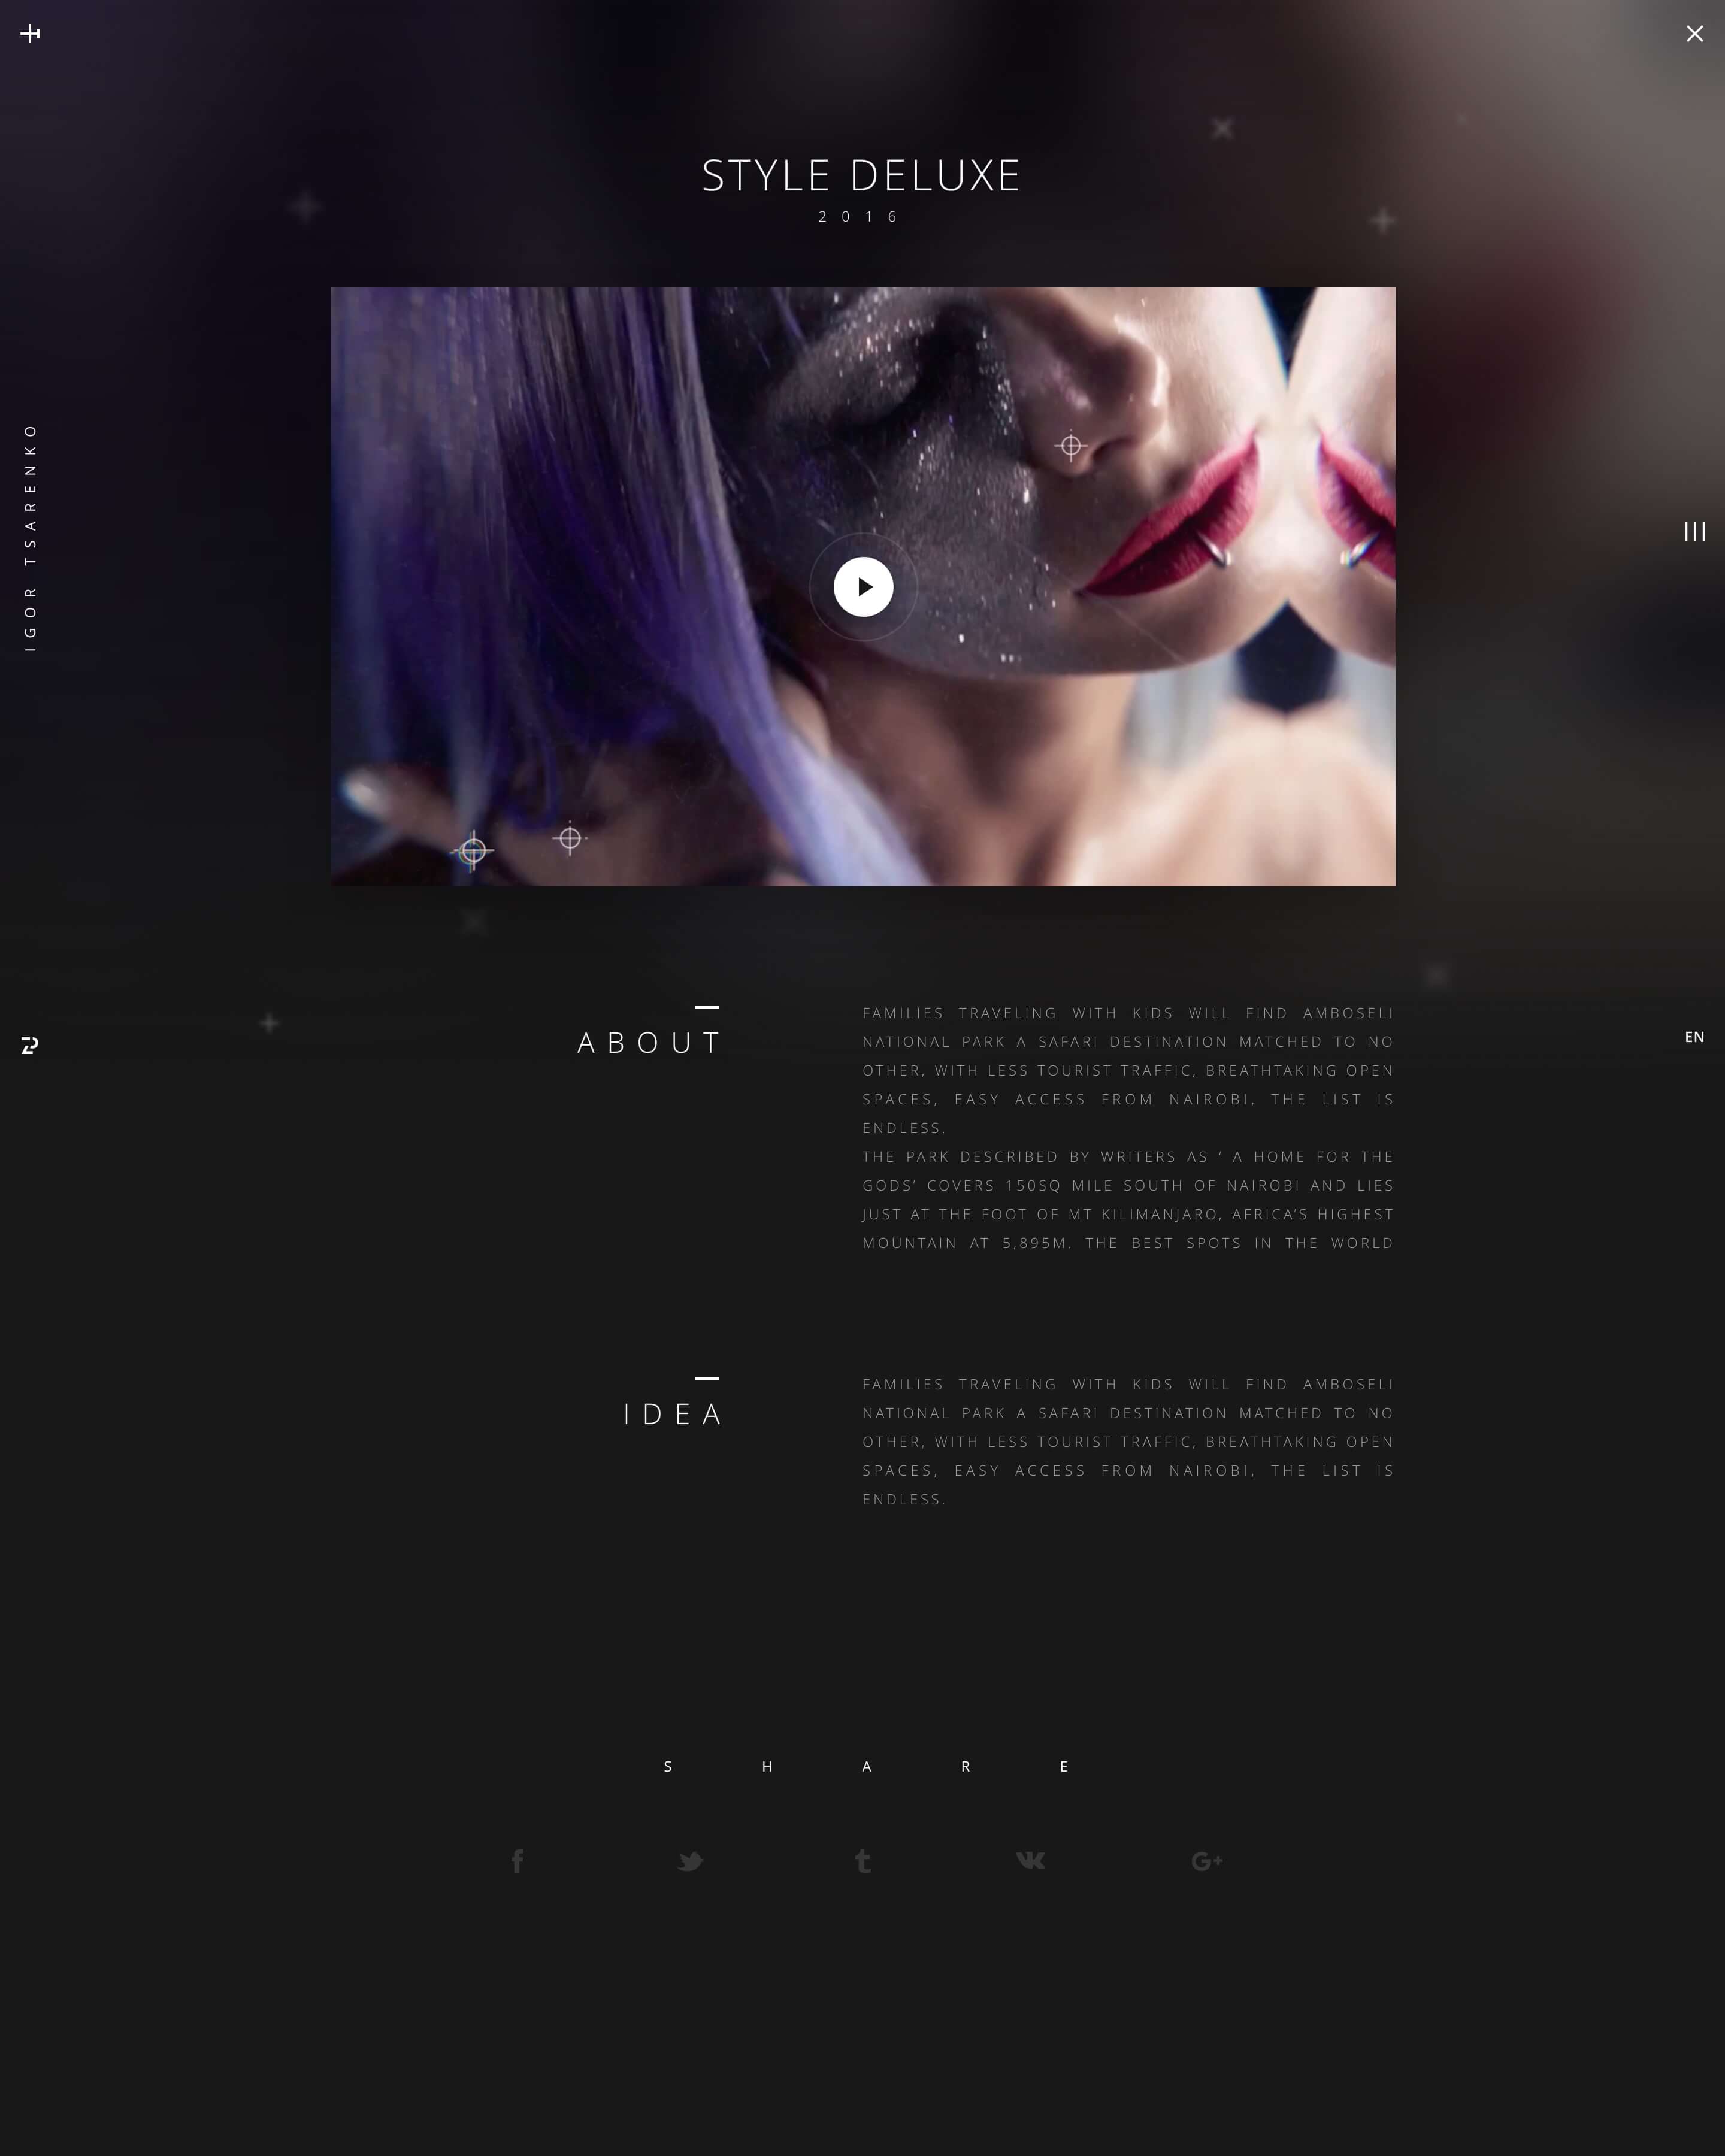 STYLE DELUXE
2016
IGOR TSARENKO
ABOUT
FAMILIES TRAVELING WITH KIDS WILL FIND AMBOSELI
NATIONAL PARK A SAFARI DESTINATION MATCHED TO NO
OTHER, WITH LESS TOURIST TRAFFIC, BREATHTAKING OPEN
SPACES, EASY ACCESS FROM NAIROBI, THE LIST IS
ENDLESS.
THE PARK DESCRIBED BY WRITERS AS ‘ A HOME FOR THE
GODS’ COVERS 150SQ MILE SOUTH OF NAIROBI AND LIES
JUST AT THE FOOT OF MT KILIMANJARO, AFRICA’S HIGHEST
MOUNTAIN AT 5,895M. THE BEST SPOTS IN THE WORLD
EN
IDEA
FAMILIES TRAVELING WITH KIDS WILL FIND AMBOSELI
NATIONAL PARK A SAFARI DESTINATION MATCHED TO NO
OTHER, WITH LESS TOURIST TRAFFIC, BREATHTAKING OPEN
SPACES, EASY ACCESS FROM NAIROBI, THE LIST IS
ENDLESS.
SHARE